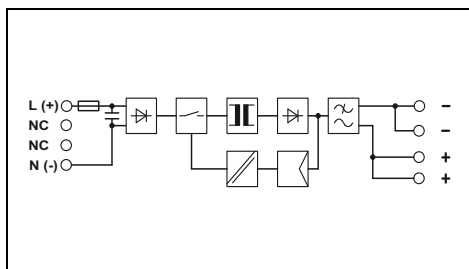 L (+)
NC
NC
N (-)
–
–
+
+